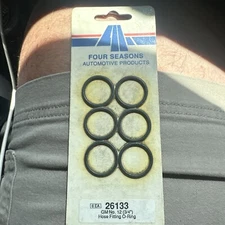 FOUR SEASONS
AUTOMOTIVE PRODUCTS
26133
GM No. 12 (3/4")
Hose Fitting O-Ring